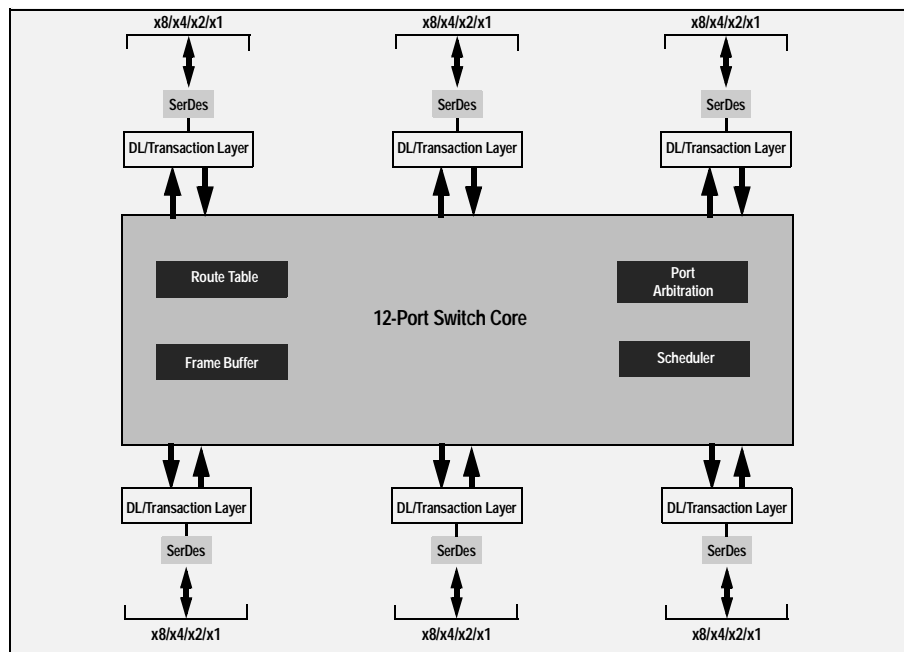 x8/x4/x2/x1
x8/x4/x2/x1
x8/x4/x2/x1
SerDes
SerDes
SerDes
DL/Transaction Layer
DL/Transaction Layer
DL/Transaction Layer
Route Table
Port
Arbitration
12-Port Switch Core
Frame Buffer
Scheduler
DL/Transaction Layer
DL/Transaction Layer
DL/Transaction Layer
SerDes
SerDes
SerDes
x8/x4/x2/x1
x8/x4/x2/x1
x8/x4/x2/x1